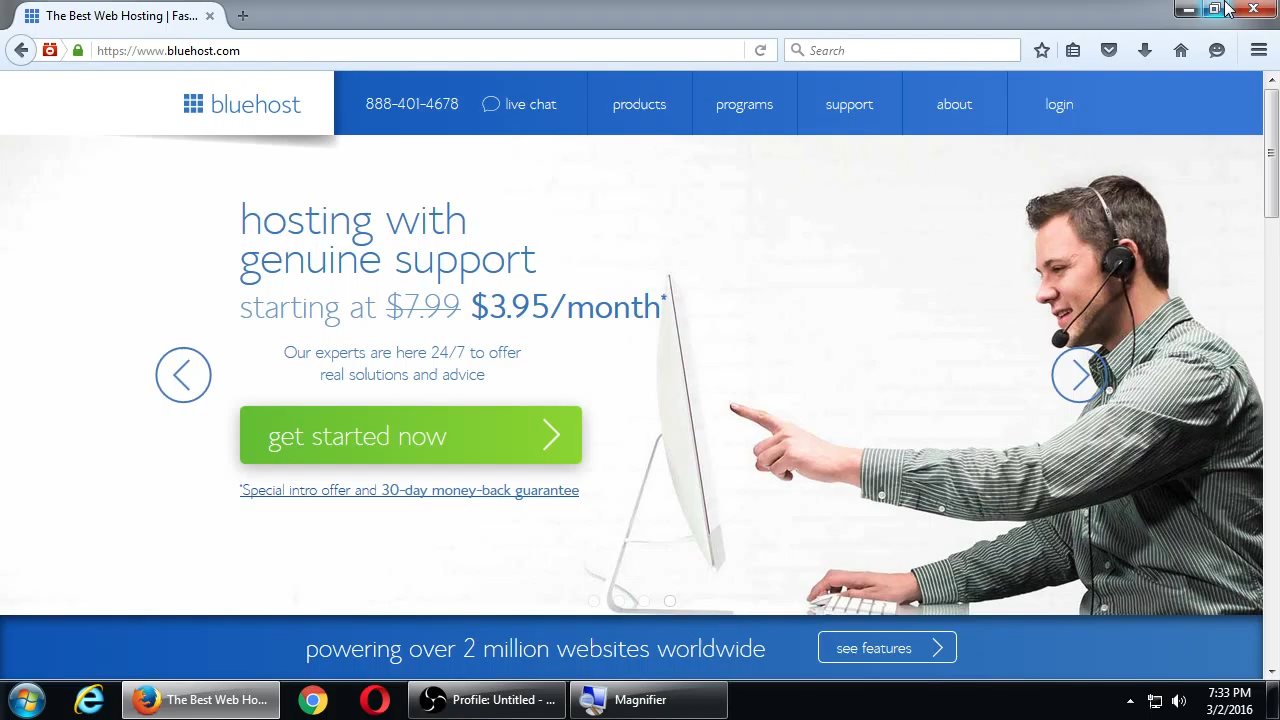 The Best Web Hosting | Fas...
https://www.bluehost.com
Search
bluehost
888-401-4678
live chat
products
programs
support
about
login
hosting with
genuine support
starting at $7.99 $3.95/month*
Our experts are here 24/7 to offer
real solutions and advice
get started now
*Special intro offer and 30-day money-back guarantee
powering over 2 million websites worldwide
see features
The Best Web Ho...
Profile: Untitled - ...
Magnifier
7:33 PM
3/2/2016